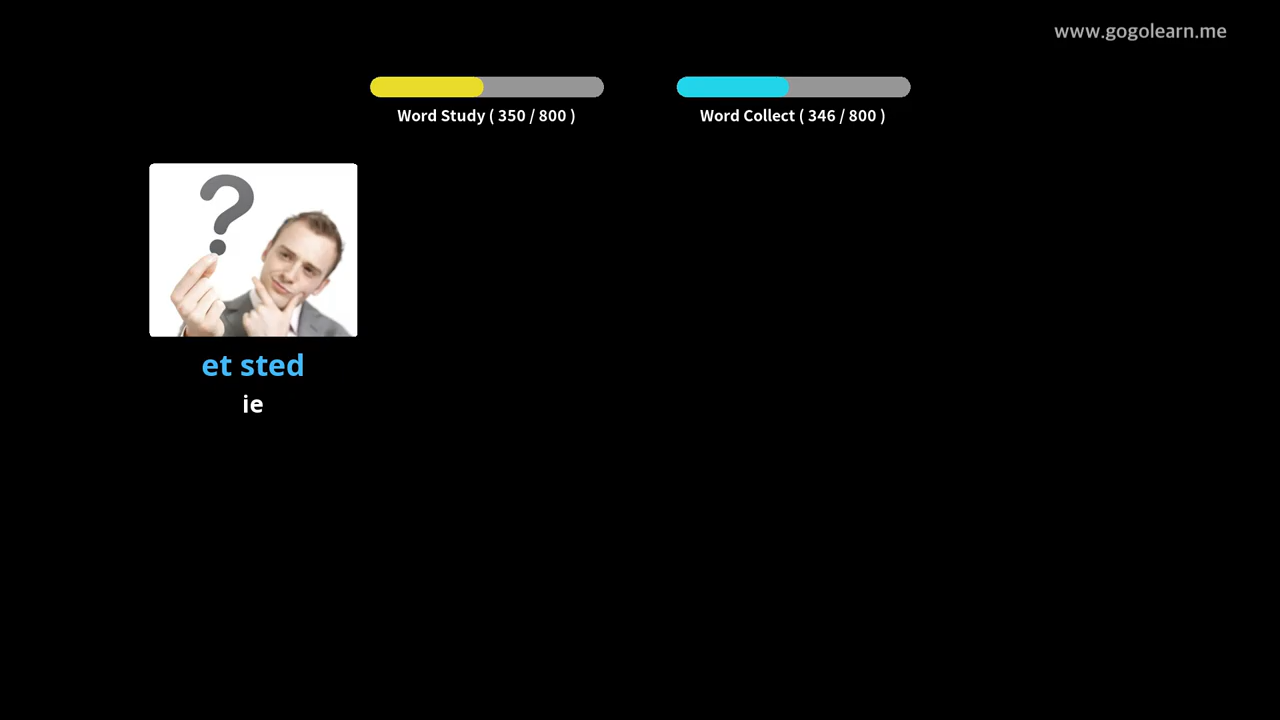 www.gogolearn.me
Word Study ( 350 / 800 )
Word Collect ( 346 / 800 )
?
et sted
ie